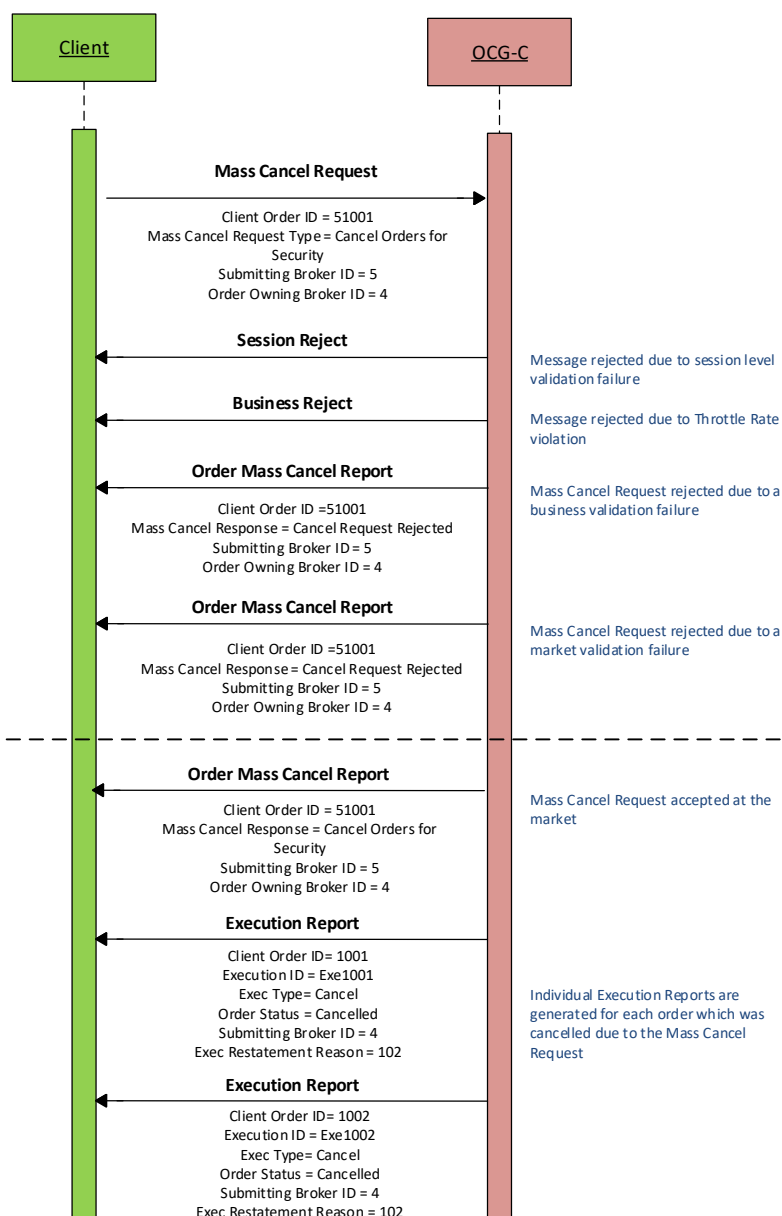 Client
OCG-C
Mass Cancel Request
Client Order ID = 51001
Mass Cancel Request Type = Cancel Orders for
Security
Submitting Broker ID = 5
Order Owning Broker ID = 4
Session Reject
Message rejected due to session level
validation failure
Business Reject
Message rejected due to Throttle Rate
violation
Order Mass Cancel Report
Client Order ID =51001
Mass Cancel Response = Cancel Request Rejected
Submitting Broker ID = 5
Order Owning Broker ID = 4
Mass Cancel Request rejected due to a
business validation failure
Order Mass Cancel Report
Client Order ID =51001
Mass Cancel Response = Cancel Request Rejected
Submitting Broker ID = 5
Order Owning Broker ID = 4
Mass Cancel Request rejected due to a
market validation failure
Order Mass Cancel Report
Client Order ID = 51001
Mass Cancel Response = Cancel Orders for
Security
Submitting Broker ID = 5
Order Owning Broker ID = 4
Mass Cancel Request accepted at the
market
Execution Report
Client Order ID= 1001
Execution ID = Exe1001
Exec Type= Cancel
Order Status = Cancelled
Submitting Broker ID = 4
Exec Restatement Reason = 102
Individual Execution Reports are
generated for each order which was
cancelled due to the Mass Cancel
Request
Execution Report
Client Order ID= 1002
Execution ID = Exe1002
Exec Type= Cancel
Order Status = Cancelled
Submitting Broker ID = 4
Exec Restatement Reason = 102